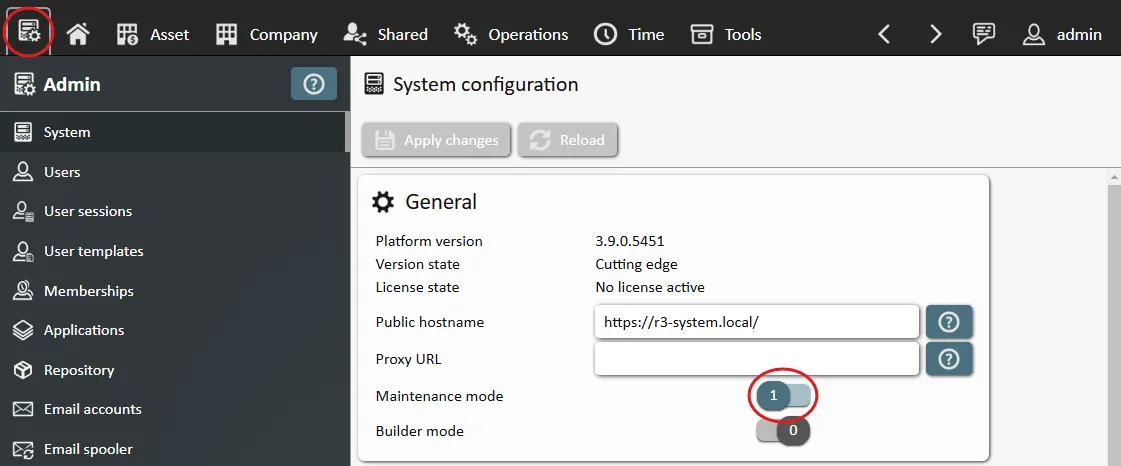 Asset Company Shared Operations Time Tools admin
Admin ?
System
Users
User sessions
User templates
Memberships
Applications
Repository
Email accounts
Email spooler
System configuration
Apply changes Reload
General
Platform version 3.9.0.5451
Version state Cutting edge
License state No license active
Public hostname https://r3-system.local/ ?
Proxy URL ?
Maintenance mode 1
Builder mode 0